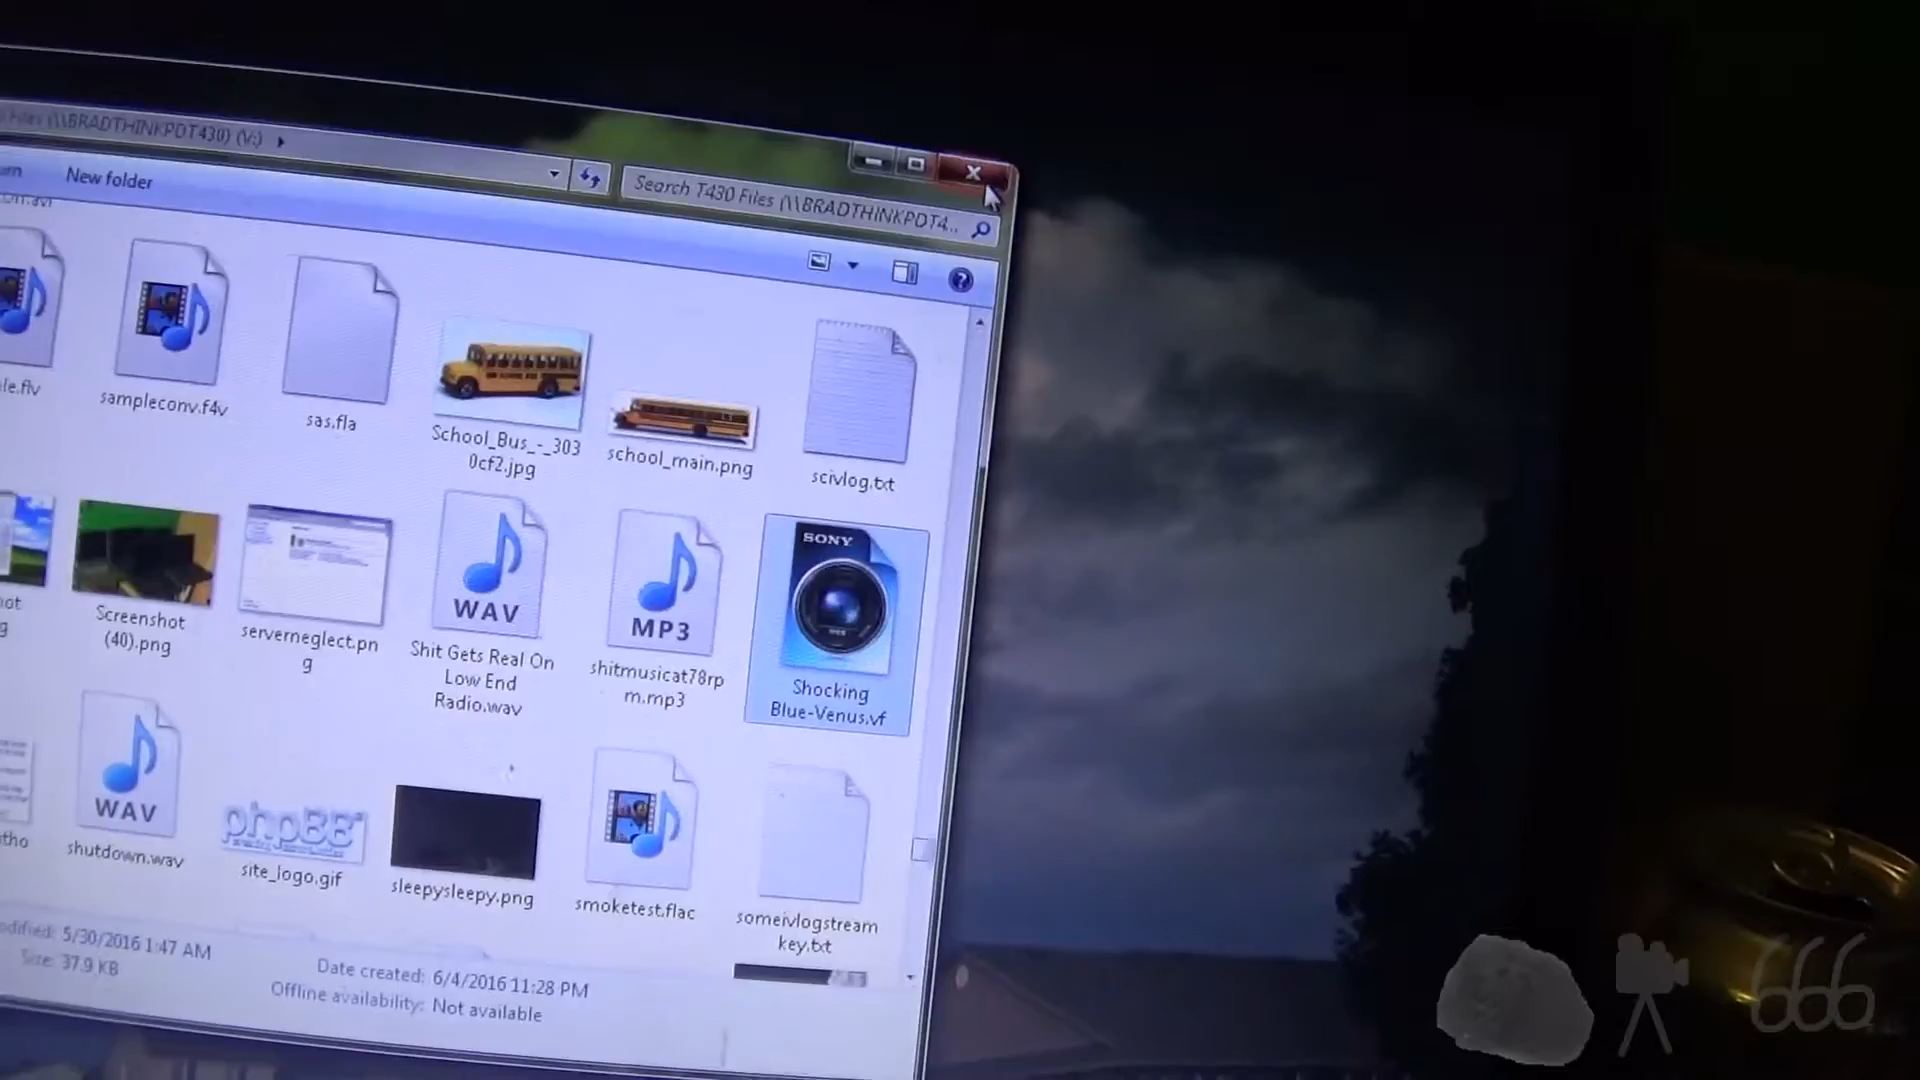 Files (\\BRADTHINKPDT430) (V:)
Search T430 Files (\\BRADTHINKPDT4...
New folder
le.flv
sampleconv.f4v
sas.fla
School_Bus_-_303
0cf2.jpg
school_main.png
scivlog.txt
SONY
WAV
MP3
Screenshot
(40).png
serverneglect.pn
g
Shit Gets Real On
Low End
Radio.wav
shitmusicat78rp
m.mp3
Shocking
Blue-Venus.vf
WAV
phpBB
shutdown.wav
site_logo.gif
sleepysleepy.png
smoketest.flac
someivlogstream
key.txt
odified: 5/30/2016 1:47 AM
Size: 37.9 KB
Date created: 6/4/2016 11:28 PM
Offline availability: Not available
666